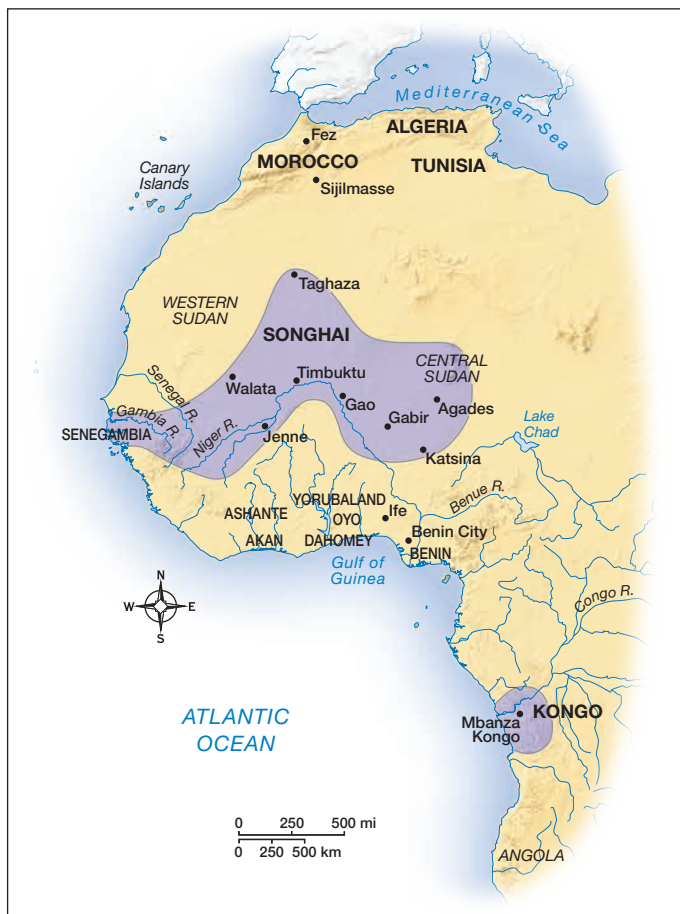 Mediterranean Sea
ALGERIA
Fez
MOROCCO
TUNISIA
Canary
Islands
Sijilmasse
Taghaza
WESTERN
SUDAN
SONGHAI
Timbuktu
CENTRAL
SUDAN
Walata
Senegal R.
Gao
Agades
Gambia R.
Gabir
SENEGAMBIA
Niger R.
Jenne
Lake
Chad
Katsina
YORUBALAND
Benue R.
ASHANTE
OYO
Ife
AKAN
DAHOMEY
Benin City
BENIN
Gulf of
Guinea
N
W E
S
Congo R.
KONGO
Mbanza
Kongo
ATLANTIC
OCEAN
0 250 500 mi
0 250 500 km
ANGOLA